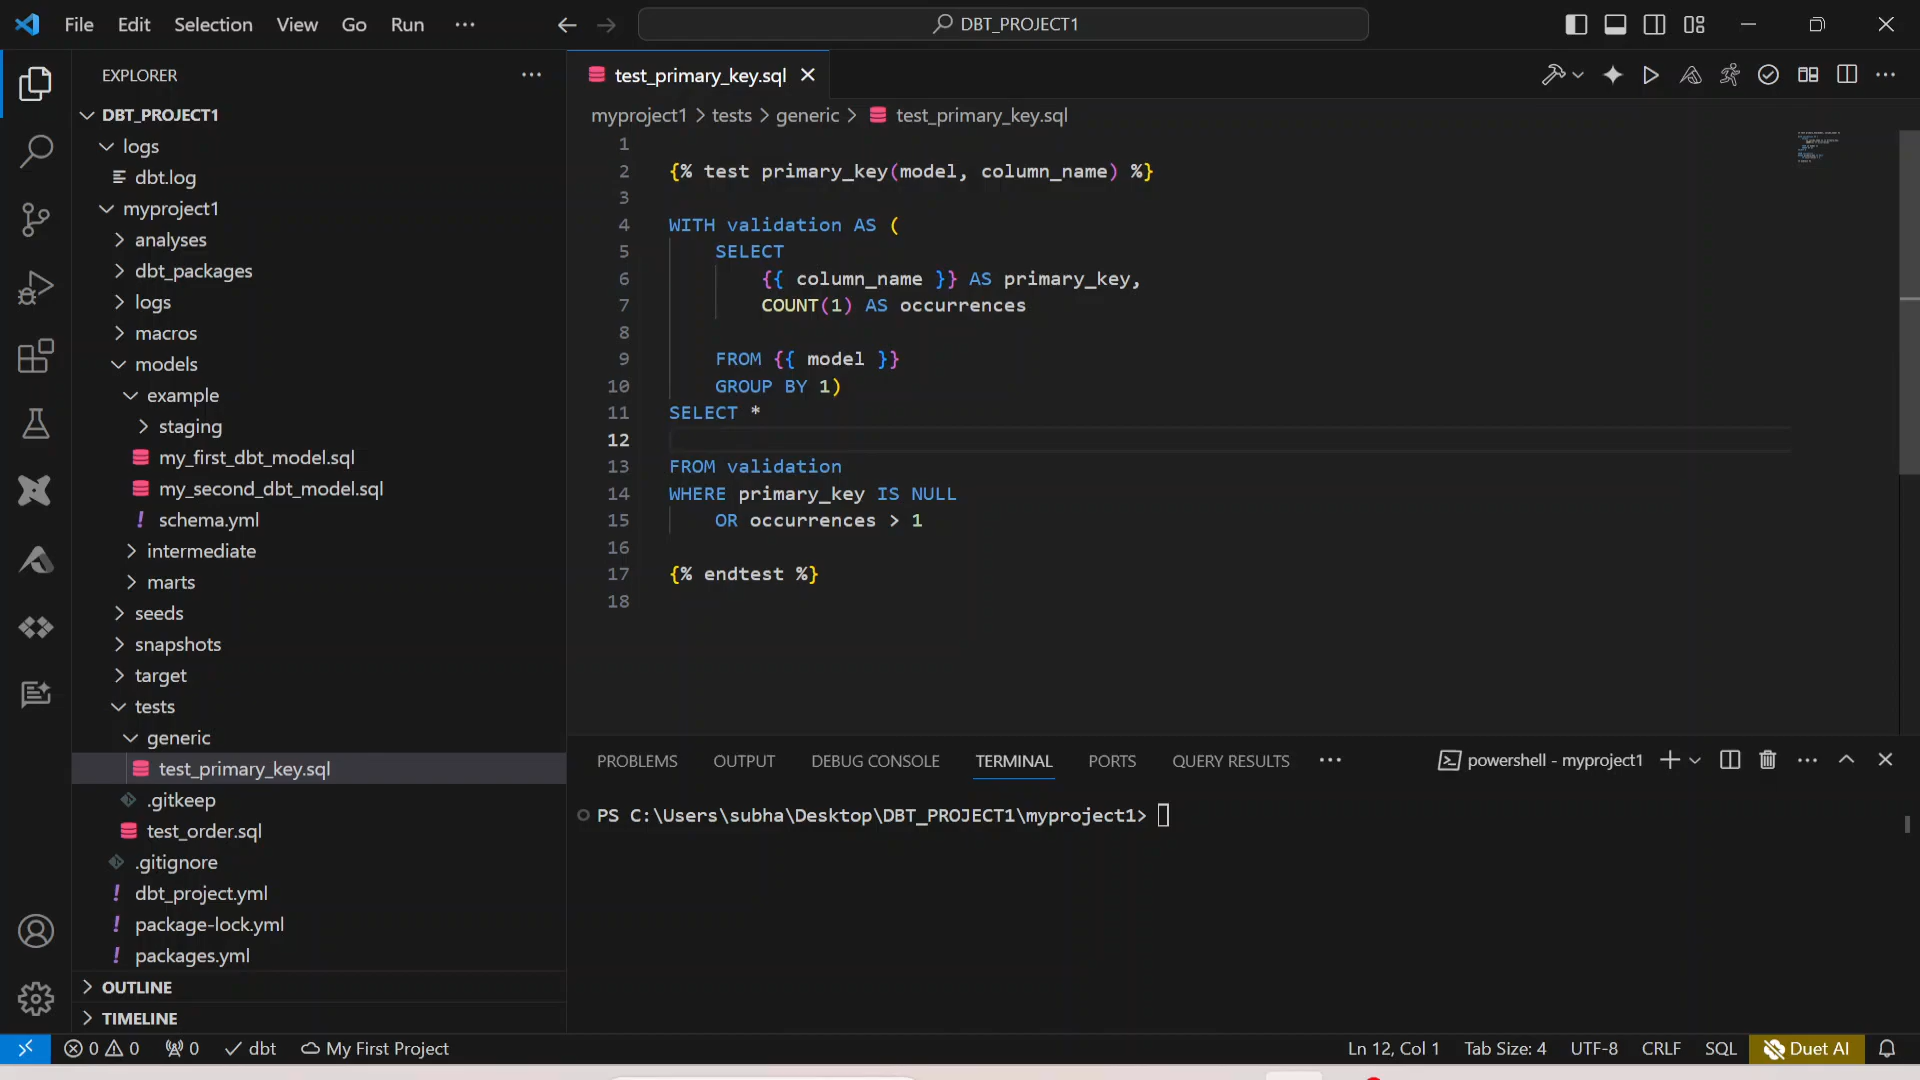 File Edit Selection View Go Run ··· DBT_PROJECT1
EXPLORER ···
DBT_PROJECT1
logs
dbt.log
myproject1
analyses
dbt_packages
logs
macros
models
example
staging
my_first_dbt_model.sql
my_second_dbt_model.sql
! schema.yml
intermediate
marts
seeds
snapshots
target
tests
generic
test_primary_key.sql
.gitkeep
test_order.sql
.gitignore
! dbt_project.yml
! package-lock.yml
! packages.yml
OUTLINE
TIMELINE
test_primary_key.sql
myproject1 > tests > generic > test_primary_key.sql
1
2 {% test primary_key(model, column_name) %}
3
4 WITH validation AS (
5 SELECT
6 {{ column_name }} AS primary_key,
7 COUNT(1) AS occurrences
8
9 FROM {{ model }}
10 GROUP BY 1)
11 SELECT *
12
13 FROM validation
14 WHERE primary_key IS NULL
15 OR occurrences > 1
16
17 {% endtest %}
18
PROBLEMS OUTPUT DEBUG CONSOLE TERMINAL PORTS QUERY RESULTS ··· powershell - myproject1
PS C:\Users\subha\Desktop\DBT_PROJECT1\myproject1>
0 0 0 dbt My First Project Ln 12, Col 1 Tab Size: 4 UTF-8 CRLF SQL Duet AI